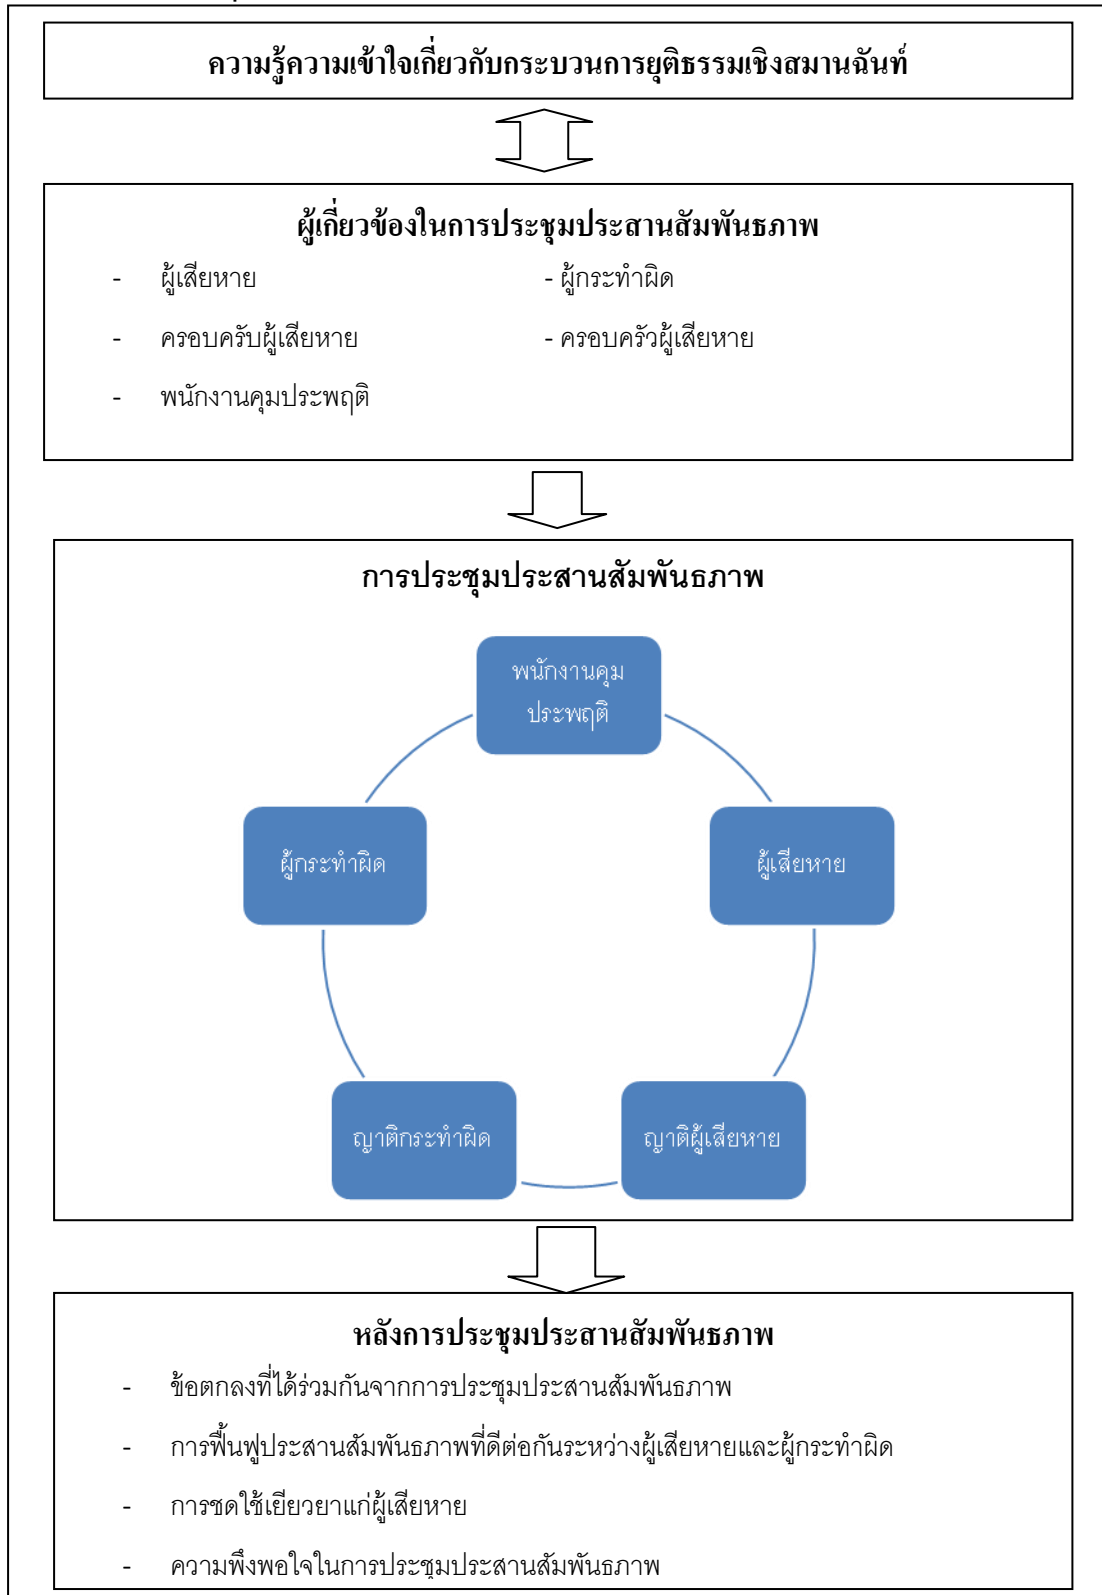 ความรู้ความเข้าใจเกี่ยวกับกระบวนการยุติธรรมเชิงสมานฉันท์
ผู้เกี่ยวข้องในการประชุมประสานสัมพันธภาพ
- ผู้เสียหาย - ผู้กระทำผิด
- ครอบครับผู้เสียหาย - ครอบครัวผู้เสียหาย
- พนักงานคุมประพฤติ
การประชุมประสานสัมพันธภาพ
พนักงานคุม
ประพฤติ
ผู้กระทำผิด ผู้เสียหาย
ญาติกระทำผิด ญาติผู้เสียหาย
หลังการประชุมประสานสัมพันธภาพ
- ข้อตกลงที่ได้ร่วมกันจากการประชุมประสานสัมพันธภาพ
- การฟื้นฟูประสานสัมพันธภาพที่ดีต่อกันระหว่างผู้เสียหายและผู้กระทำผิด
- การชดใช้เยียวยาแก่ผู้เสียหาย
- ความพึงพอใจในการประชุมประสานสัมพันธภาพ